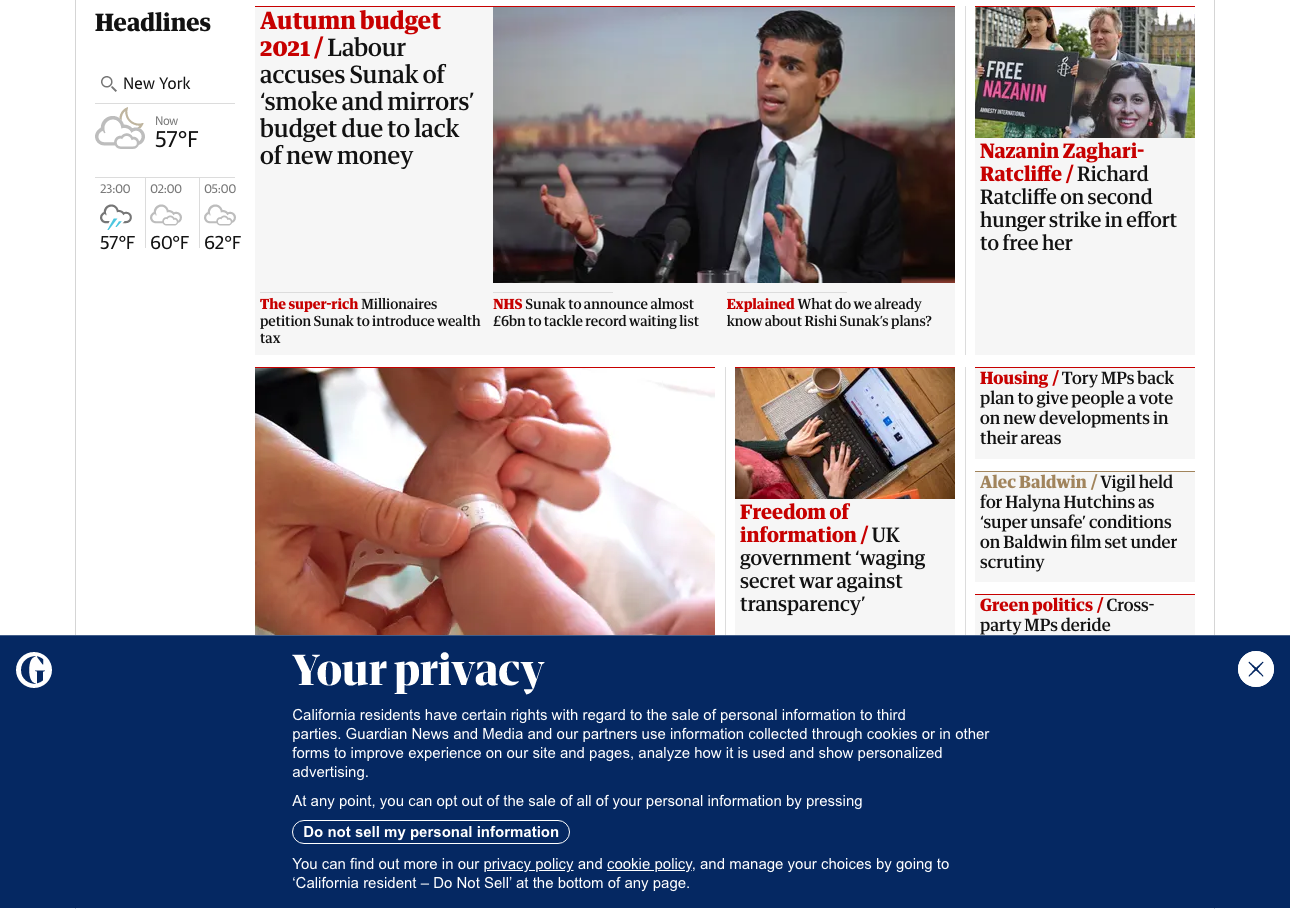 Headlines
New York
Now
57°F
23:00
02:00
05:00
57°F
60°F
62°F
Autumn budget
2021 / Labour
accuses Sunak of
‘smoke and mirrors’
budget due to lack
of new money
The super-rich Millionaires
petition Sunak to introduce wealth
tax
NHS Sunak to announce almost
£6bn to tackle record waiting list
Explained What do we already
know about Rishi Sunak’s plans?
FREE
NAZANIN
AMNESTY INTERNATIONAL
Nazanin Zaghari-
Ratcliffe / Richard
Ratcliffe on second
hunger strike in effort
to free her
Freedom of
information / UK
government ‘waging
secret war against
transparency’
Housing / Tory MPs back
plan to give people a vote
on new developments in
their areas
Alec Baldwin / Vigil held
for Halyna Hutchins as
‘super unsafe’ conditions
on Baldwin film set under
scrutiny
Green politics / Cross-
party MPs deride
G
Your privacy
California residents have certain rights with regard to the sale of personal information to third
parties. Guardian News and Media and our partners use information collected through cookies or in other
forms to improve experience on our site and pages, analyze how it is used and show personalized
advertising.
At any point, you can opt out of the sale of all of your personal information by pressing
Do not sell my personal information
You can find out more in our privacy policy and cookie policy, and manage your choices by going to
‘California resident – Do Not Sell’ at the bottom of any page.